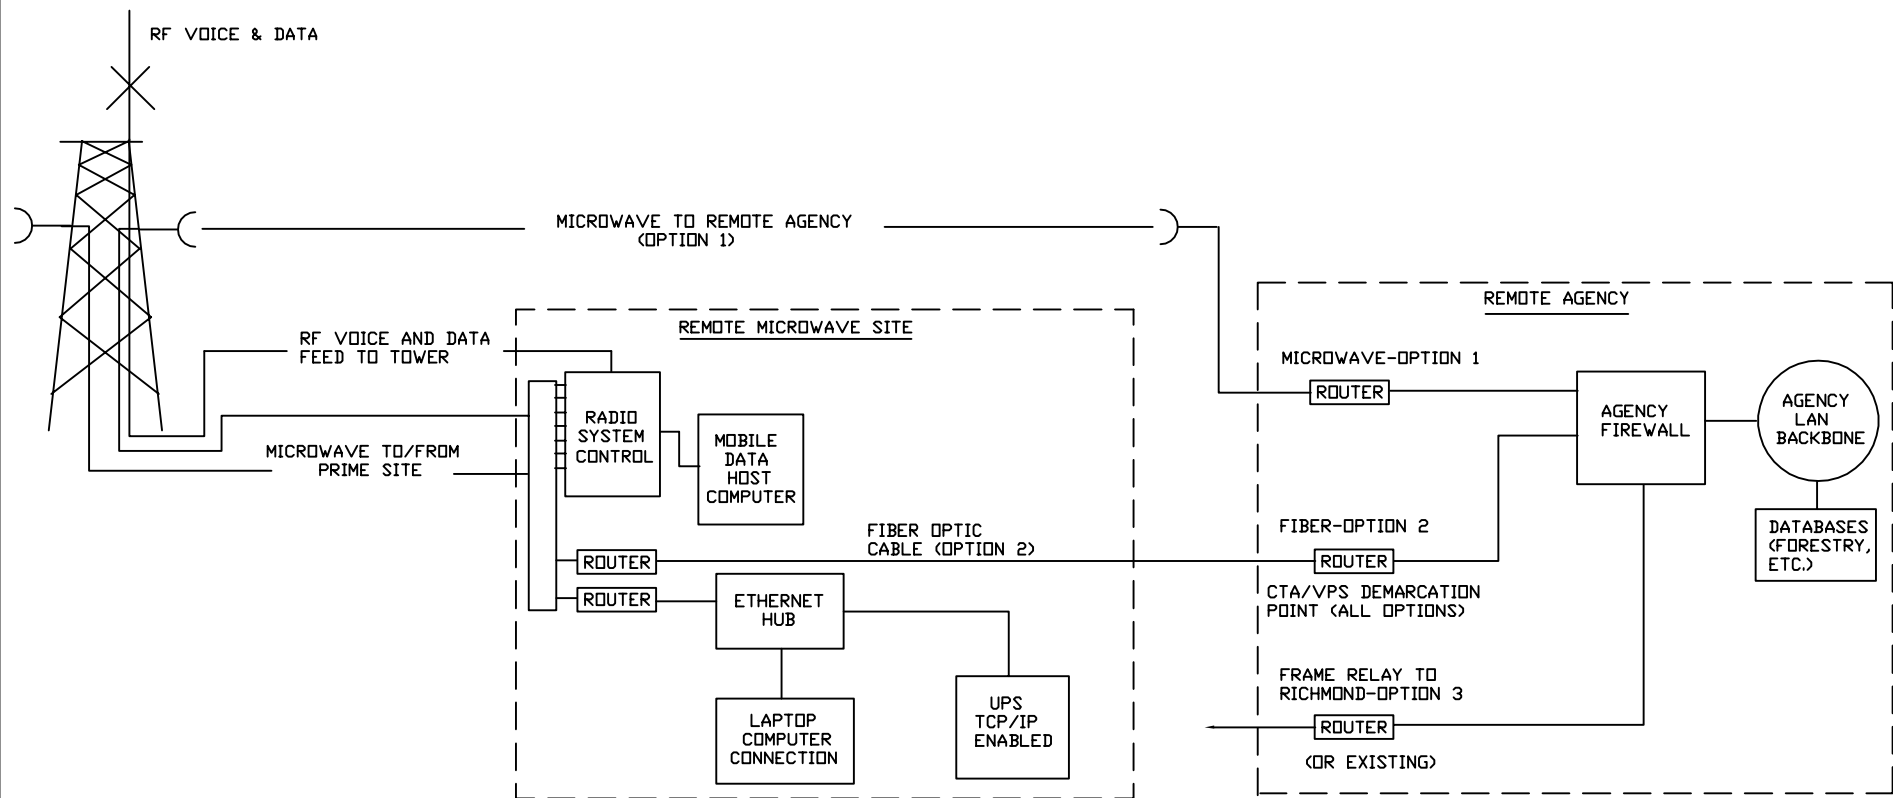 RF VOICE & DATA
MICROWAVE TO REMOTE AGENCY
(OPTION 1)
RF VOICE AND DATA
FEED TO TOWER
MICROWAVE TO/FROM
PRIME SITE
REMOTE MICROWAVE SITE
RADIO
SYSTEM
CONTROL
MOBILE
DATA
HOST
COMPUTER
FIBER OPTIC
CABLE (OPTION 2)
ROUTER
ROUTER
ETHERNET
HUB
LAPTOP
COMPUTER
CONNECTION
UPS
TCP/IP
ENABLED
REMOTE AGENCY
MICROWAVE-OPTION 1
ROUTER
AGENCY
FIREWALL
AGENCY
LAN
BACKBONE
DATABASES
(FORESTRY,
ETC.)
FIBER-OPTION 2
ROUTER
CTA/VPS DEMARCATION
POINT (ALL OPTIONS)
FRAME RELAY TO
RICHMOND-OPTION 3
ROUTER
(OR EXISTING)